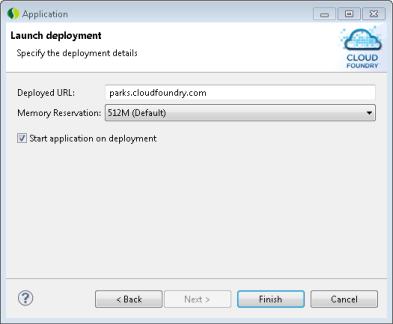 Application
Launch deployment
Specify the deployment details
CLOUD
FOUNDRY
Deployed URL: parks.cloudfoundry.com
Memory Reservation: 512M (Default)
Start application on deployment
? < Back Next > Finish Cancel